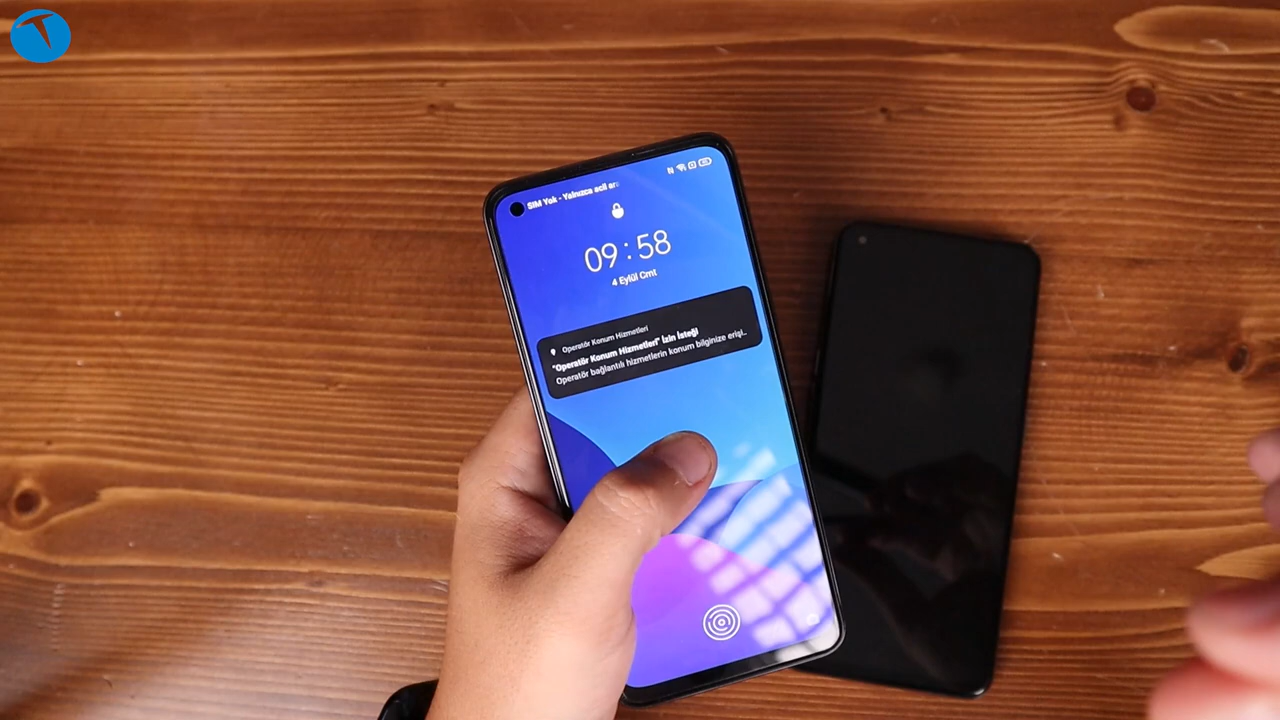 SIM Yok - Yalnızca acil
09:58
4 Eylül Cmt
Operatör Konum Hizmetleri
"Operatör Konum Hizmetleri" İzin İsteği
Operatör bağlantılı hizmetlerin konum bilginize erişi...